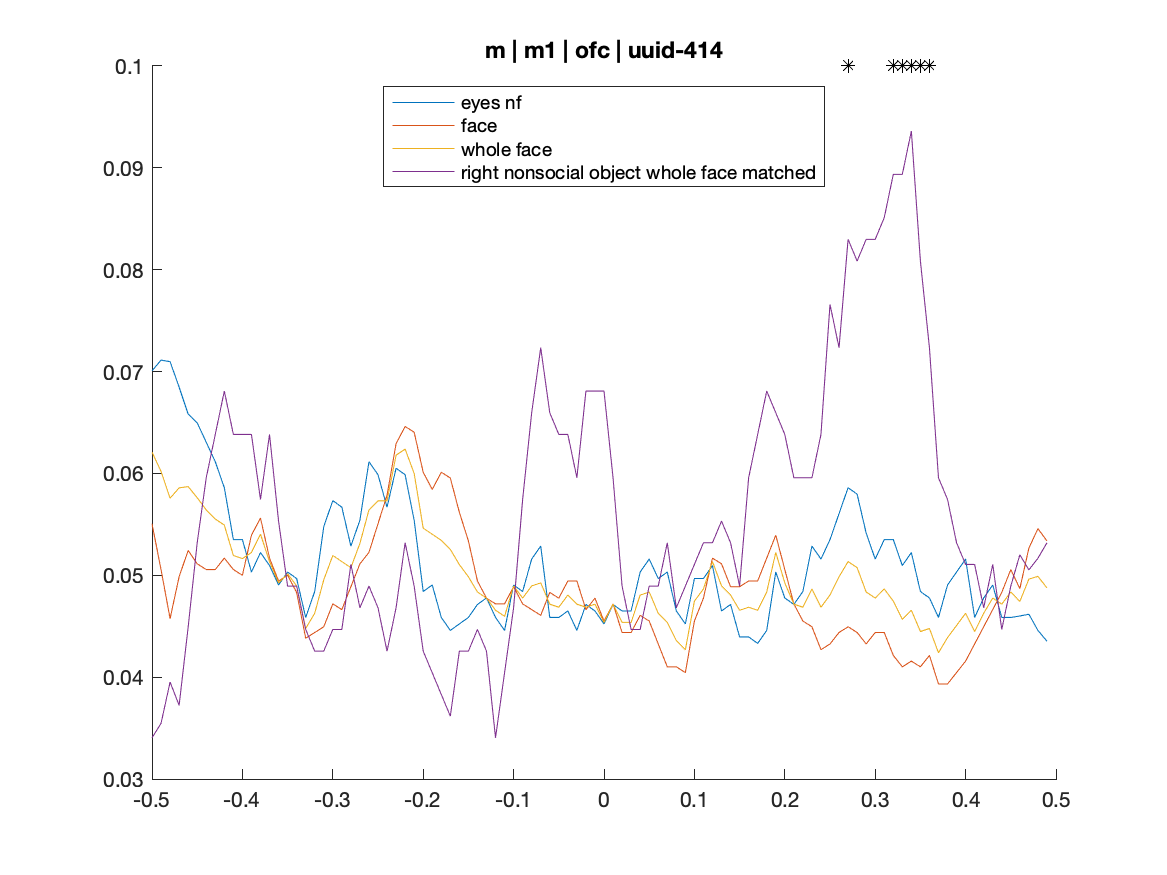 m | m1 | ofc | uuid-414
eyes nf
face
whole face
right nonsocial object whole face matched
0.1
0.09
0.08
0.07
0.06
0.05
0.04
0.03
-0.5 -0.4 -0.3 -0.2 -0.1 0 0.1 0.2 0.3 0.4 0.5